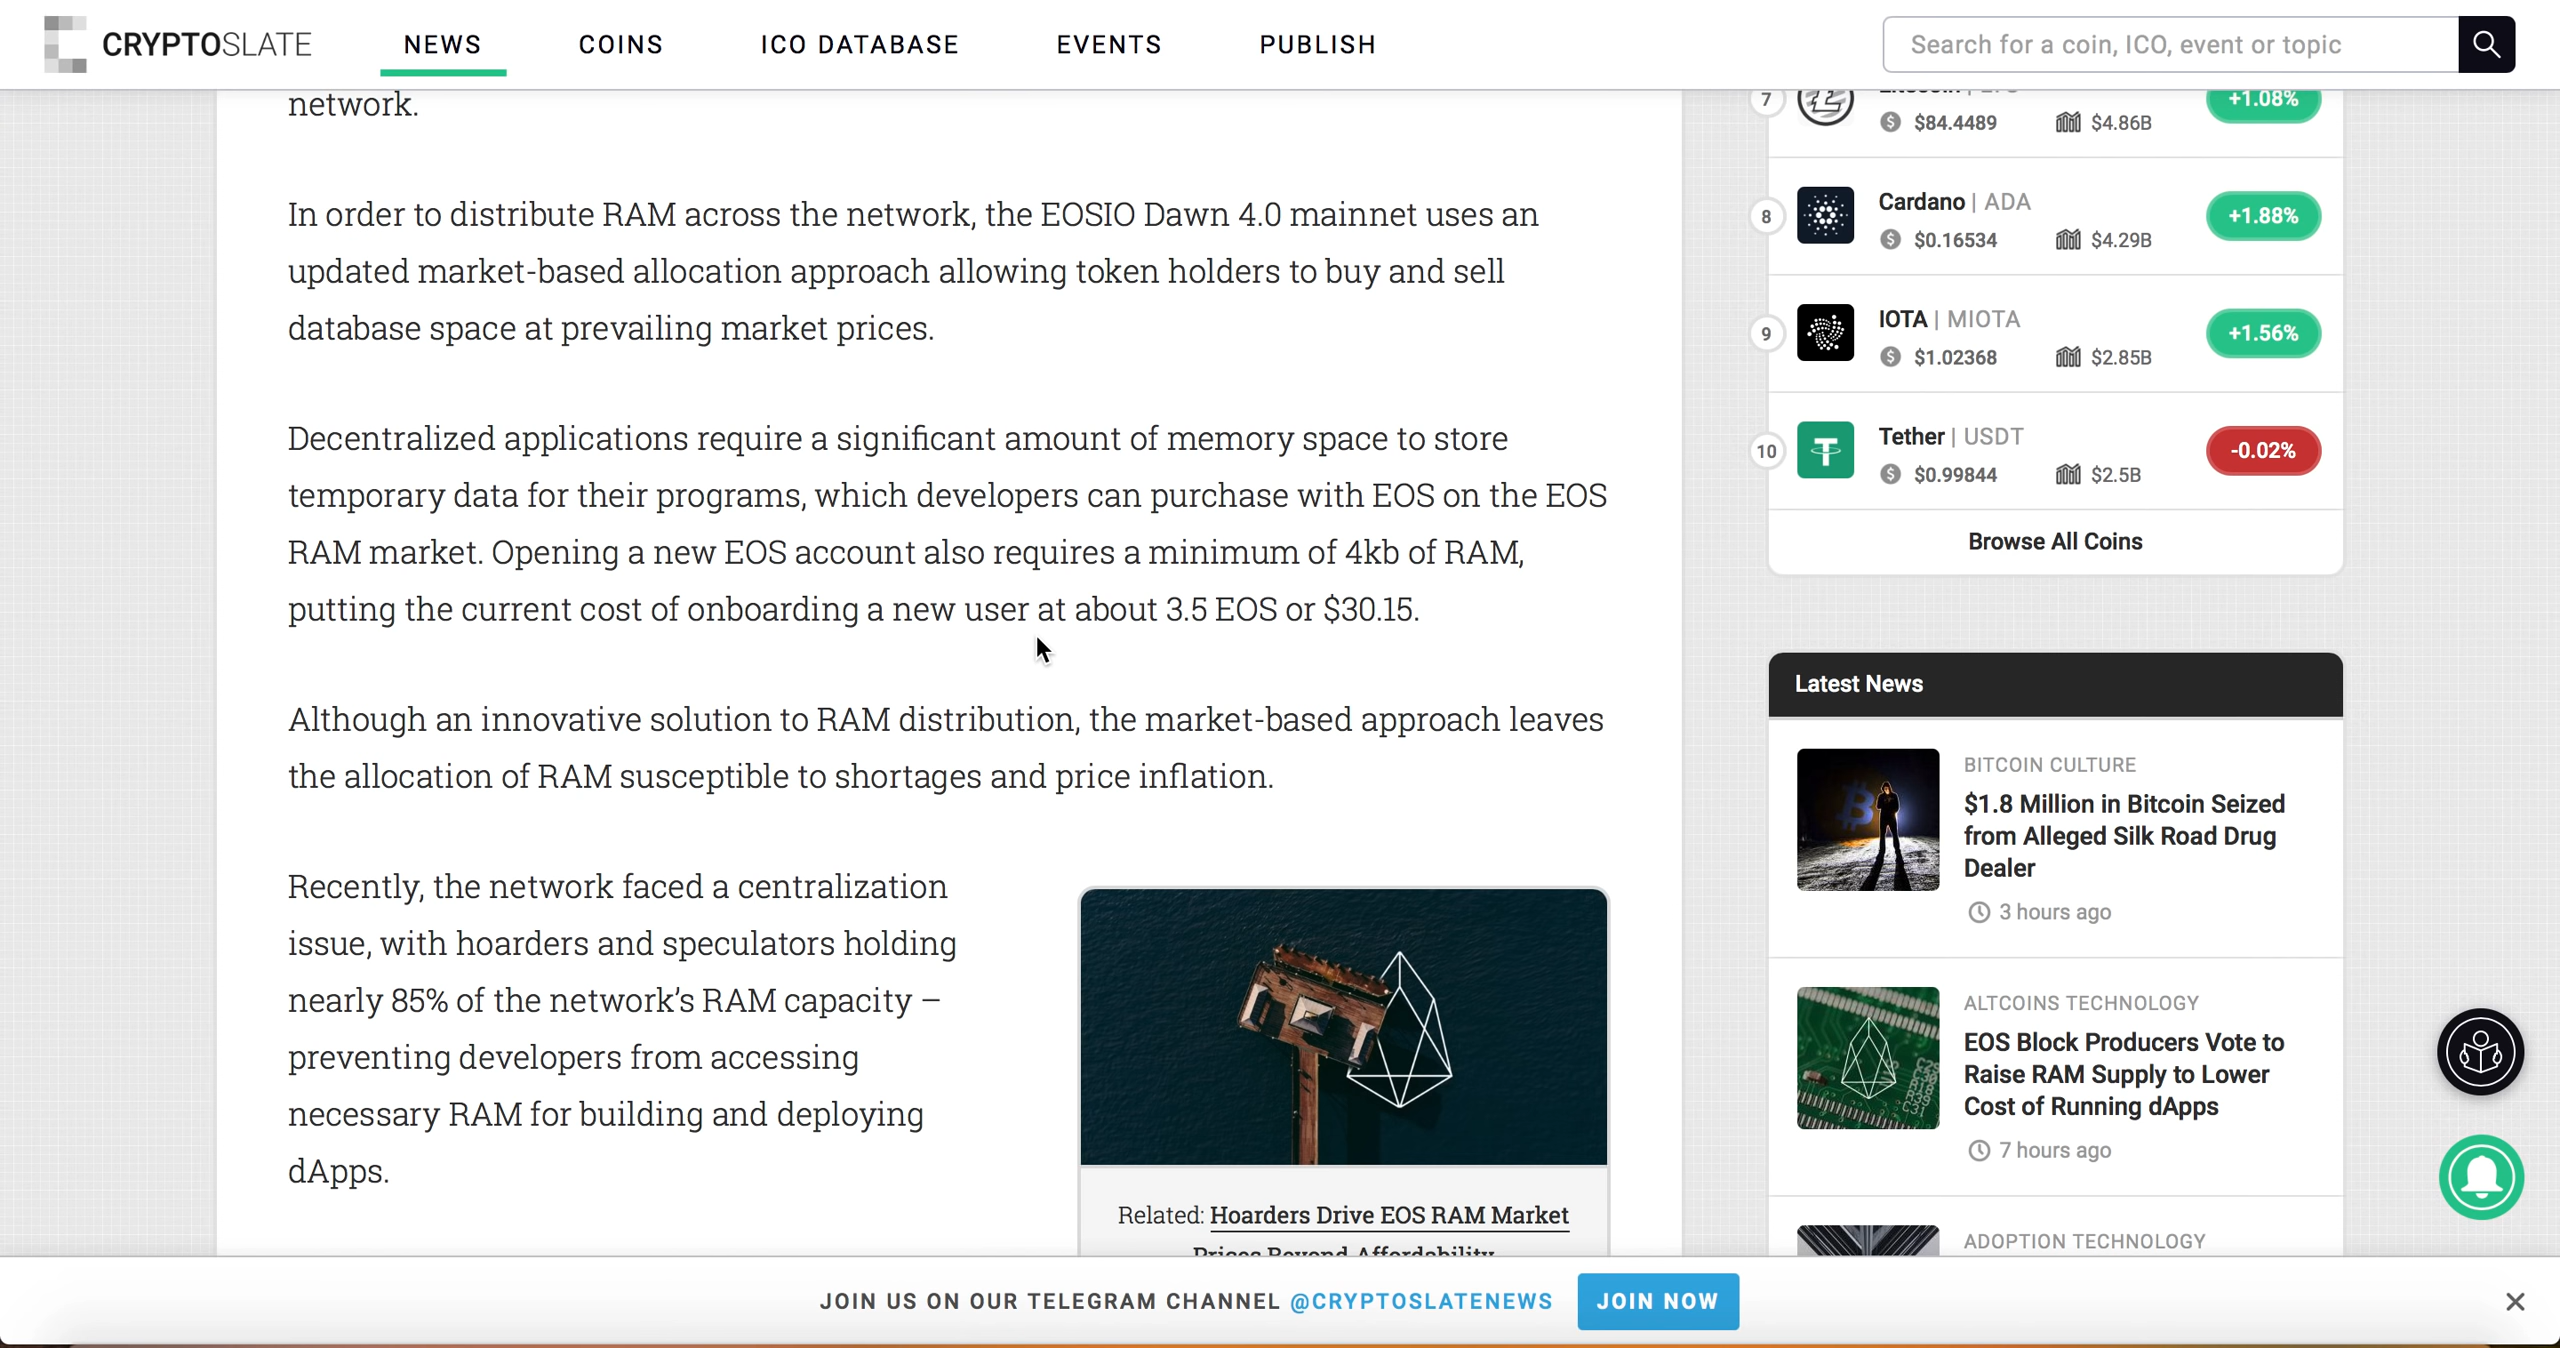 CRYPTOSLATE
NEWS
COINS
ICO DATABASE
EVENTS
PUBLISH
Search for a coin, ICO, event or topic
network.
In order to distribute RAM across the network, the EOSIO Dawn 4.0 mainnet uses an
updated market-based allocation approach allowing token holders to buy and sell
database space at prevailing market prices.
Decentralized applications require a significant amount of memory space to store
temporary data for their programs, which developers can purchase with EOS on the EOS
RAM market. Opening a new EOS account also requires a minimum of 4kb of RAM,
putting the current cost of onboarding a new user at about 3.5 EOS or $30.15.
Although an innovative solution to RAM distribution, the market-based approach leaves
the allocation of RAM susceptible to shortages and price inflation.
Recently, the network faced a centralization
issue, with hoarders and speculators holding
nearly 85% of the network's RAM capacity –
preventing developers from accessing
necessary RAM for building and deploying
dApps.
Related: Hoarders Drive EOS RAM Market
Prices Beyond Affordability
7
Litecoin | LTC
$84.4489
$4.86B
+1.08%
8
Cardano | ADA
$0.16534
$4.29B
+1.88%
9
IOTA | MIOTA
$1.02368
$2.85B
+1.56%
10
Tether | USDT
$0.99844
$2.5B
-0.02%
Browse All Coins
Latest News
BITCOIN CULTURE
$1.8 Million in Bitcoin Seized
from Alleged Silk Road Drug
Dealer
3 hours ago
ALTCOINS TECHNOLOGY
EOS Block Producers Vote to
Raise RAM Supply to Lower
Cost of Running dApps
7 hours ago
ADOPTION TECHNOLOGY
JOIN US ON OUR TELEGRAM CHANNEL @CRYPTOSLATENEWS
JOIN NOW